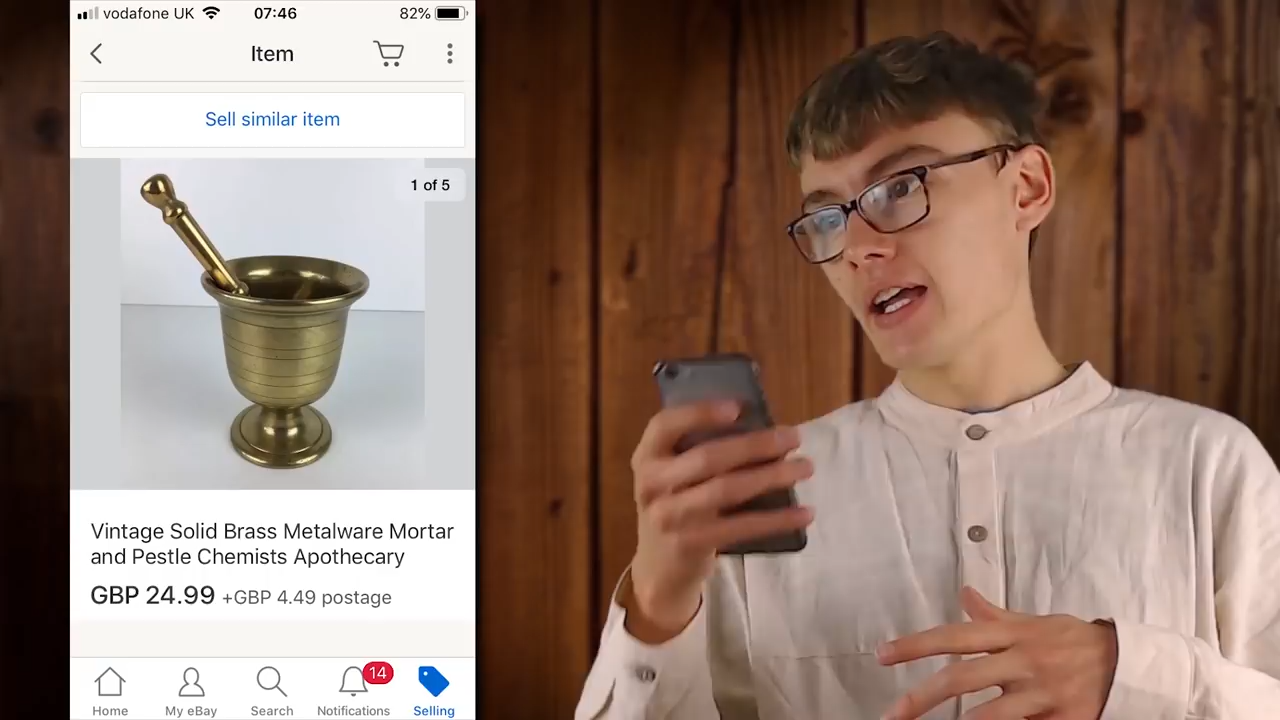 vodafone UK 07:46 82%
Item
Sell similar item
1 of 5
Vintage Solid Brass Metalware Mortar
and Pestle Chemists Apothecary
GBP 24.99 +GBP 4.49 postage
14
Home My eBay Search Notifications Selling